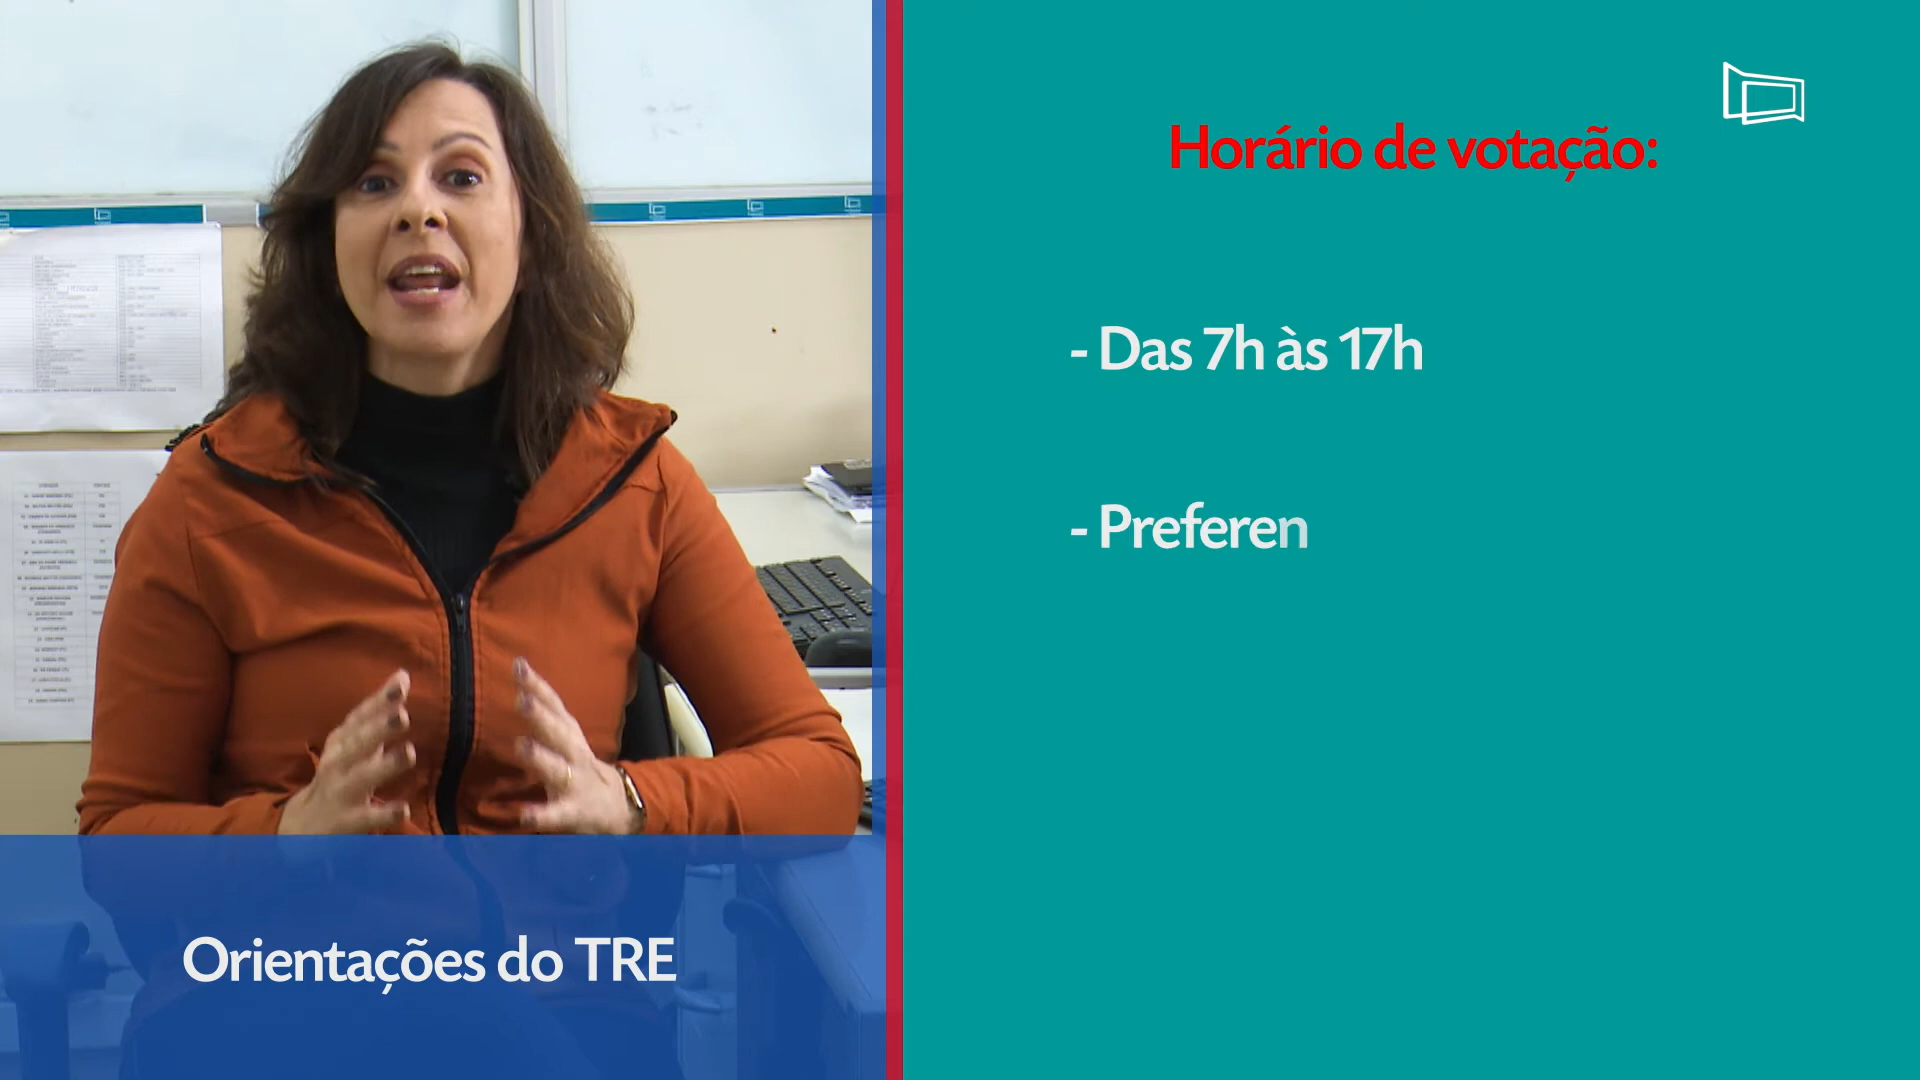 Horário de votação:
- Das 7h às 17h
- Preferen
Orientações do TRE